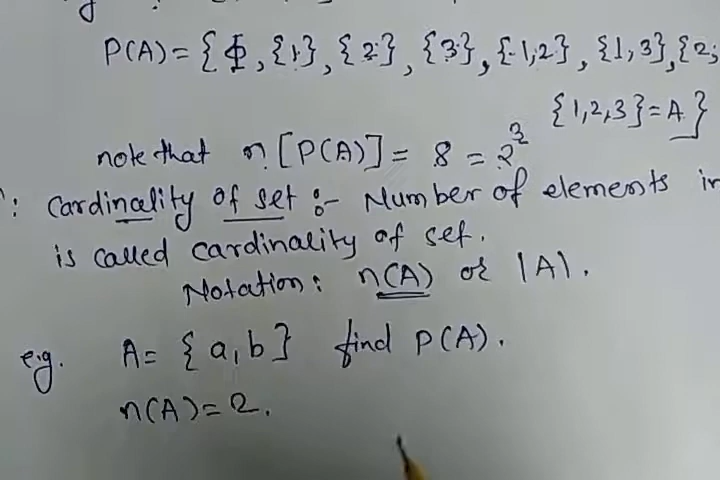 P(A) = {Φ, {1}, {2}, {3}, {1,2}, {1,3}, {2,
{1,2,3} = A }
note that n[P(A)] = 8 = 2³
: Cardinality of set :- Number of elements in
is called cardinality of set.
Notation: n(A) or |A|.
e.g. A = {a, b} find P(A).
n(A) = 2.